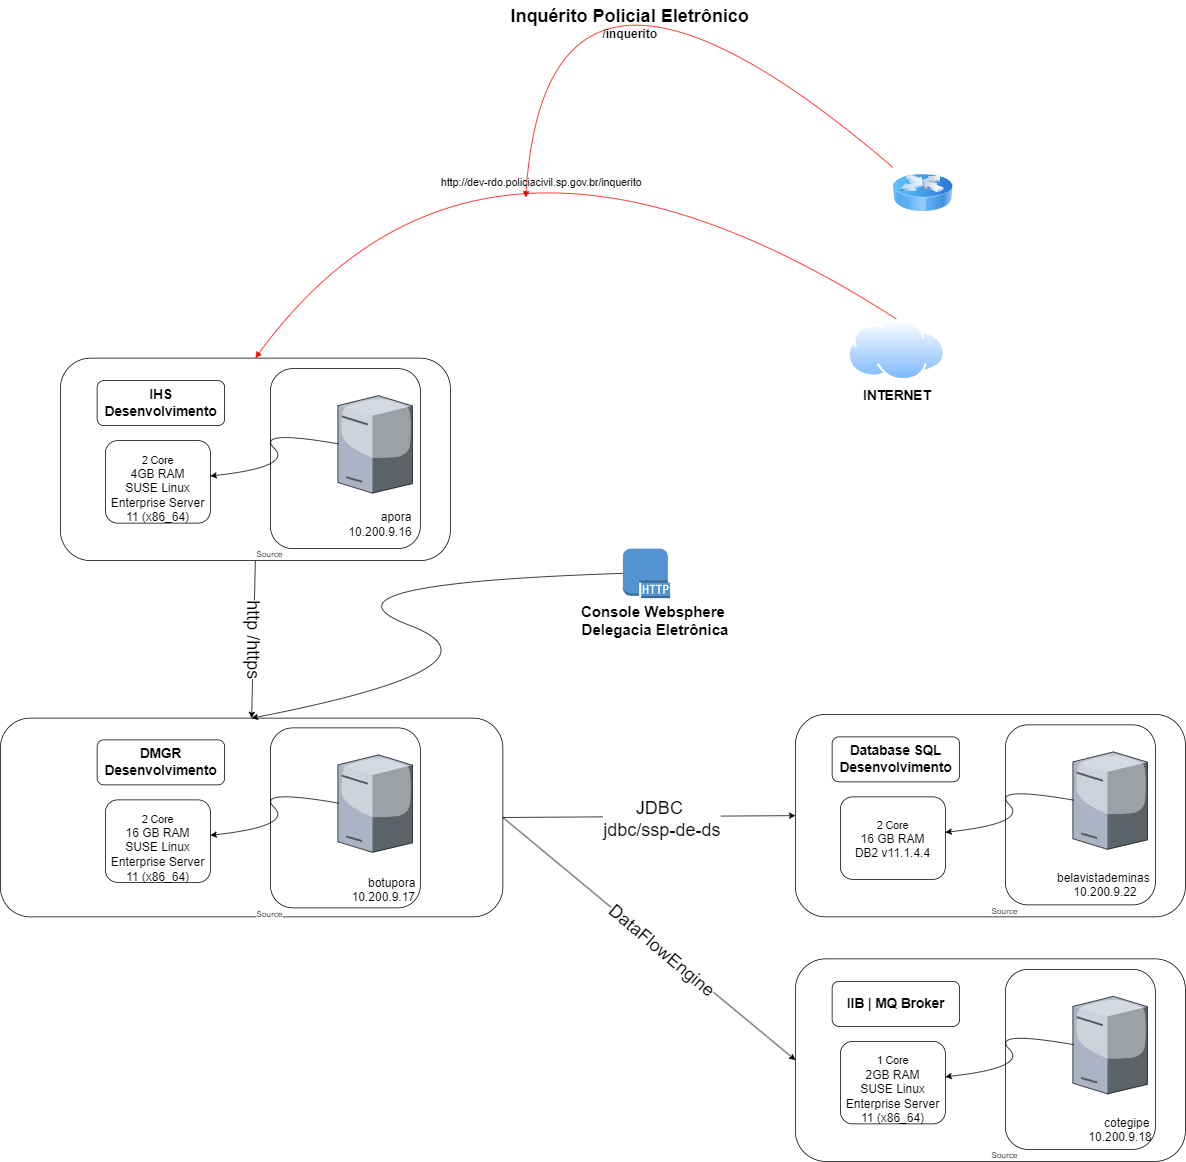 Inquérito Policial Eletrônico
/inquerito
http://dev-rdo.policiacivil.sp.gov.br/inquerito
INTERNET
IHS
Desenvolvimento
2 Core
4GB RAM
SUSE Linux
Enterprise Server
11 (x86_64)
apora
10.200.9.16
Source
http /https
HTTP
Console Websphere
Delegacia Eletrônica
DMGR
Desenvolvimento
2 Core
16 GB RAM
SUSE Linux
Enterprise Server
11 (x86_64)
botupora
10.200.9.17
Source
JDBC
jdbc/ssp-de-ds
DataFlowEngine
Database SQL
Desenvolvimento
2 Core
16 GB RAM
DB2 v11.1.4.4
belavistademinas
10.200.9.22
Source
IIB | MQ Broker
1 Core
2GB RAM
SUSE Linux
Enterprise Server
11 (x86_64)
cotegipe
10.200.9.18
Source